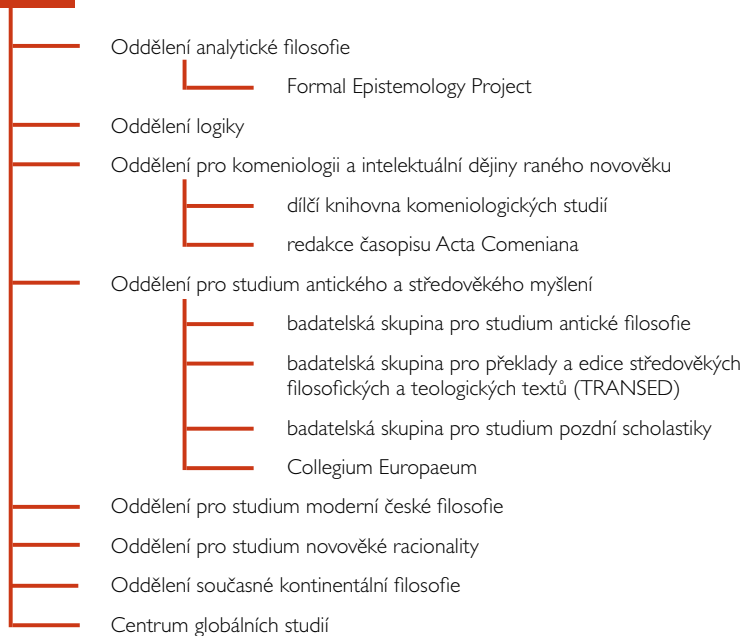 Oddělení analytické filosofie
Formal Epistemology Project
Oddělení logiky
Oddělení pro komeniologii a intelektuální dějiny raného novověku
dílčí knihovna komeniologických studií
redakce časopisu Acta Comeniana
Oddělení pro studium antického a středověkého myšlení
badatelská skupina pro studium antické filosofie
badatelská skupina pro překlady a edice středověkých
filosofických a teologických textů (TRANSED)
badatelská skupina pro studium pozdní scholastiky
Collegium Europaeum
Oddělení pro studium moderní české filosofie
Oddělení pro studium novověké racionality
Oddělení současné kontinentální filosofie
Centrum globálních studií